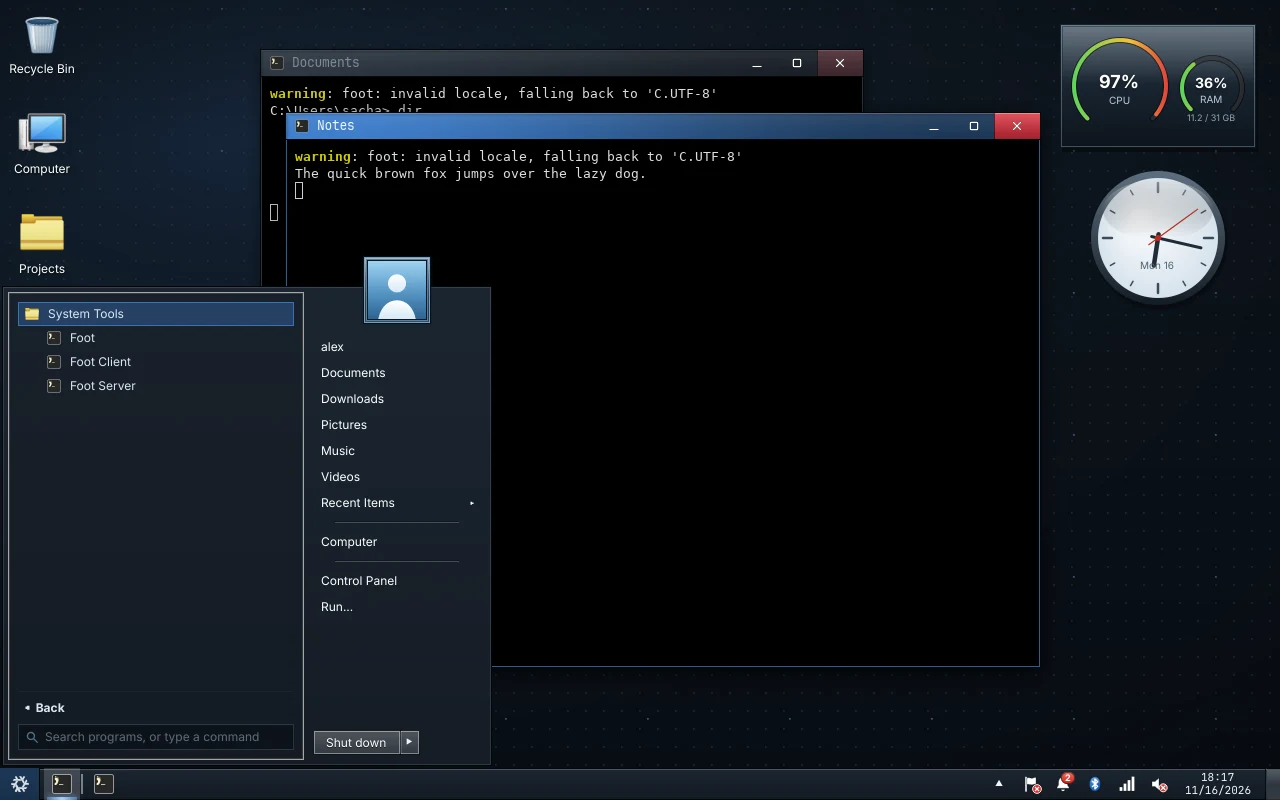 Recycle Bin
Computer
Projects
Documents
warning: foot: invalid locale, falling back to 'C.UTF-8'
C:\Users\sacha> dir
Notes
warning: foot: invalid locale, falling back to 'C.UTF-8'
The quick brown fox jumps over the lazy dog.
97%
CPU
36%
RAM
11.2 / 31 GB
Mon 16
System Tools
Foot
Foot Client
Foot Server
Back
Search programs, or type a command
alex
Documents
Downloads
Pictures
Music
Videos
Recent Items
Computer
Control Panel
Run...
Shut down
2
18:17
11/16/2026